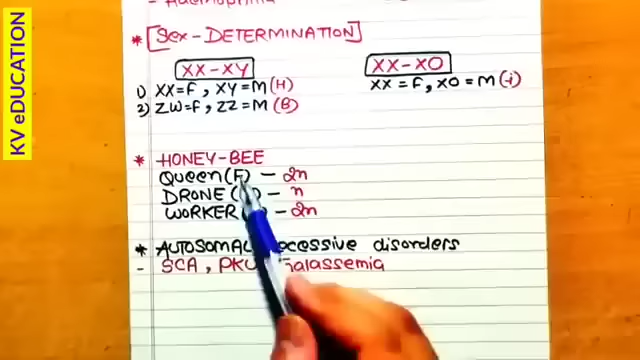 - Haemophilia
* [Sex-DETERMINATION]
XX-XY
1) XX=F, XY=M(H)
2) ZW=F, ZZ=M(B)
XX-XO
XX=F, XO=M(i)
* HONEY-BEE
Queen(F) - 2n
DRONE( ) - n
WORKER( ) - 2n
* AUTOSOMAL disorders
- SCA, PKU
KV eDUCATION